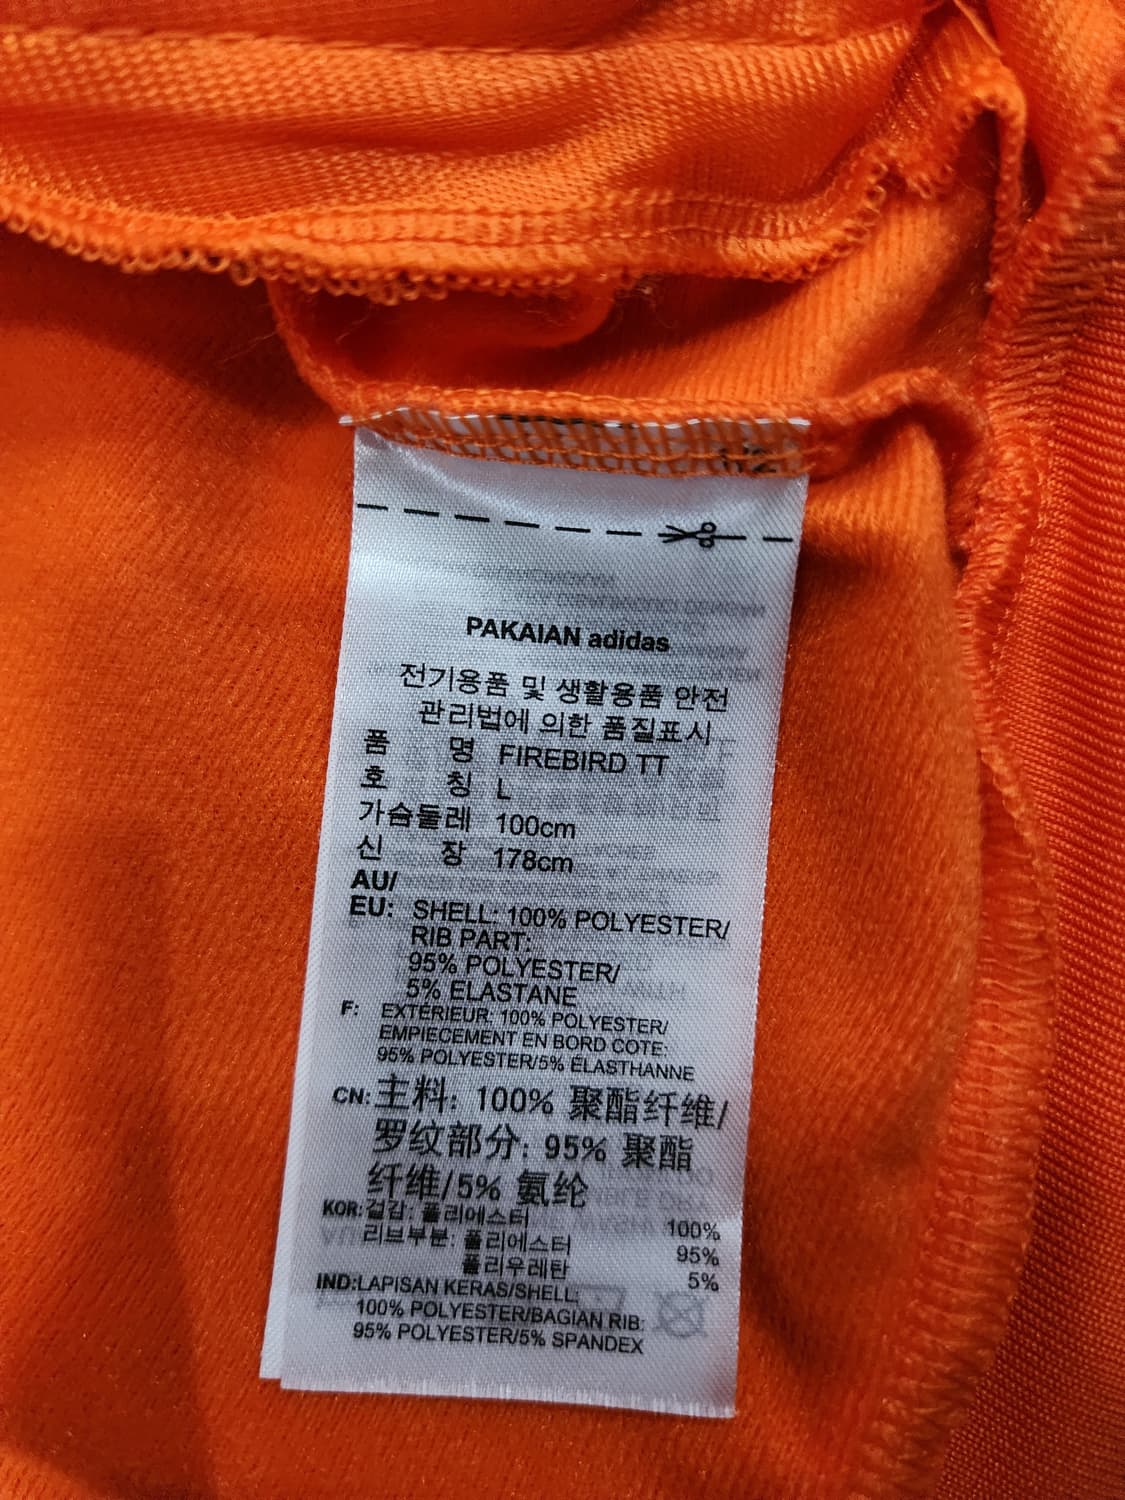 PAKAIAN adidas
전기용품 및 생활용품 안전
관리법에 의한 품질표시
품 명 FIREBIRD TT
호 칭 L
가슴둘레 100cm
신 장 178cm
AU/
EU: SHELL: 100% POLYESTER/
RIB PART:
95% POLYESTER/
5% ELASTANE
F: EXTÉRIEUR: 100% POLYESTER/
EMPIECEMENT EN BORD COTE:
95% POLYESTER/5% ÉLASTHANNE
CN: 主料: 100% 聚酯纤维/
罗纹部分: 95% 聚酯
纤维/5% 氨纶
KOR: 겉감: 폴리에스터 100%
리브부분: 폴리에스터 95%
폴리우레탄 5%
IND: LAPISAN KERAS/SHELL:
100% POLYESTER/BAGIAN RIB:
95% POLYESTER/5% SPANDEX